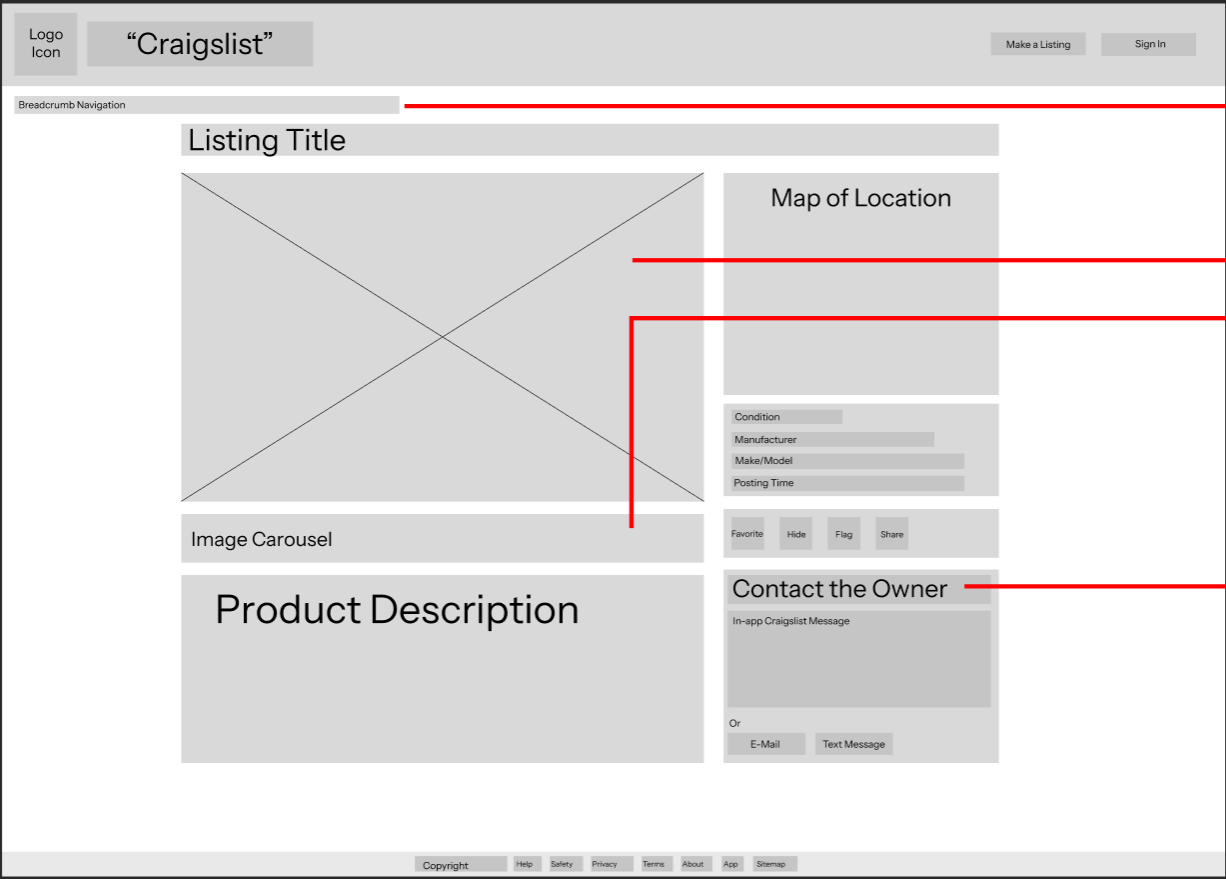 Logo
Icon
“Craigslist”
Make a Listing
Sign In
Breadcrumb Navigation
Listing Title
Map of Location
Condition
Manufacturer
Make/Model
Posting Time
Image Carousel
Favorite
Hide
Flag
Share
Product Description
Contact the Owner
In-app Craigslist Message
Or
E-Mail
Text Message
Copyright
Help
Safety
Privacy
Terms
About
App
Sitemap